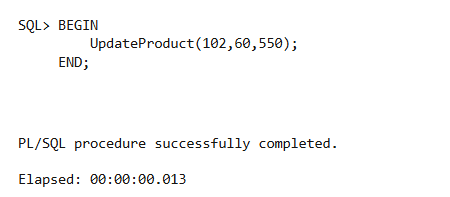 SQL> BEGIN
UpdateProduct(102,60,550);
END;
PL/SQL procedure successfully completed.
Elapsed: 00:00:00.013